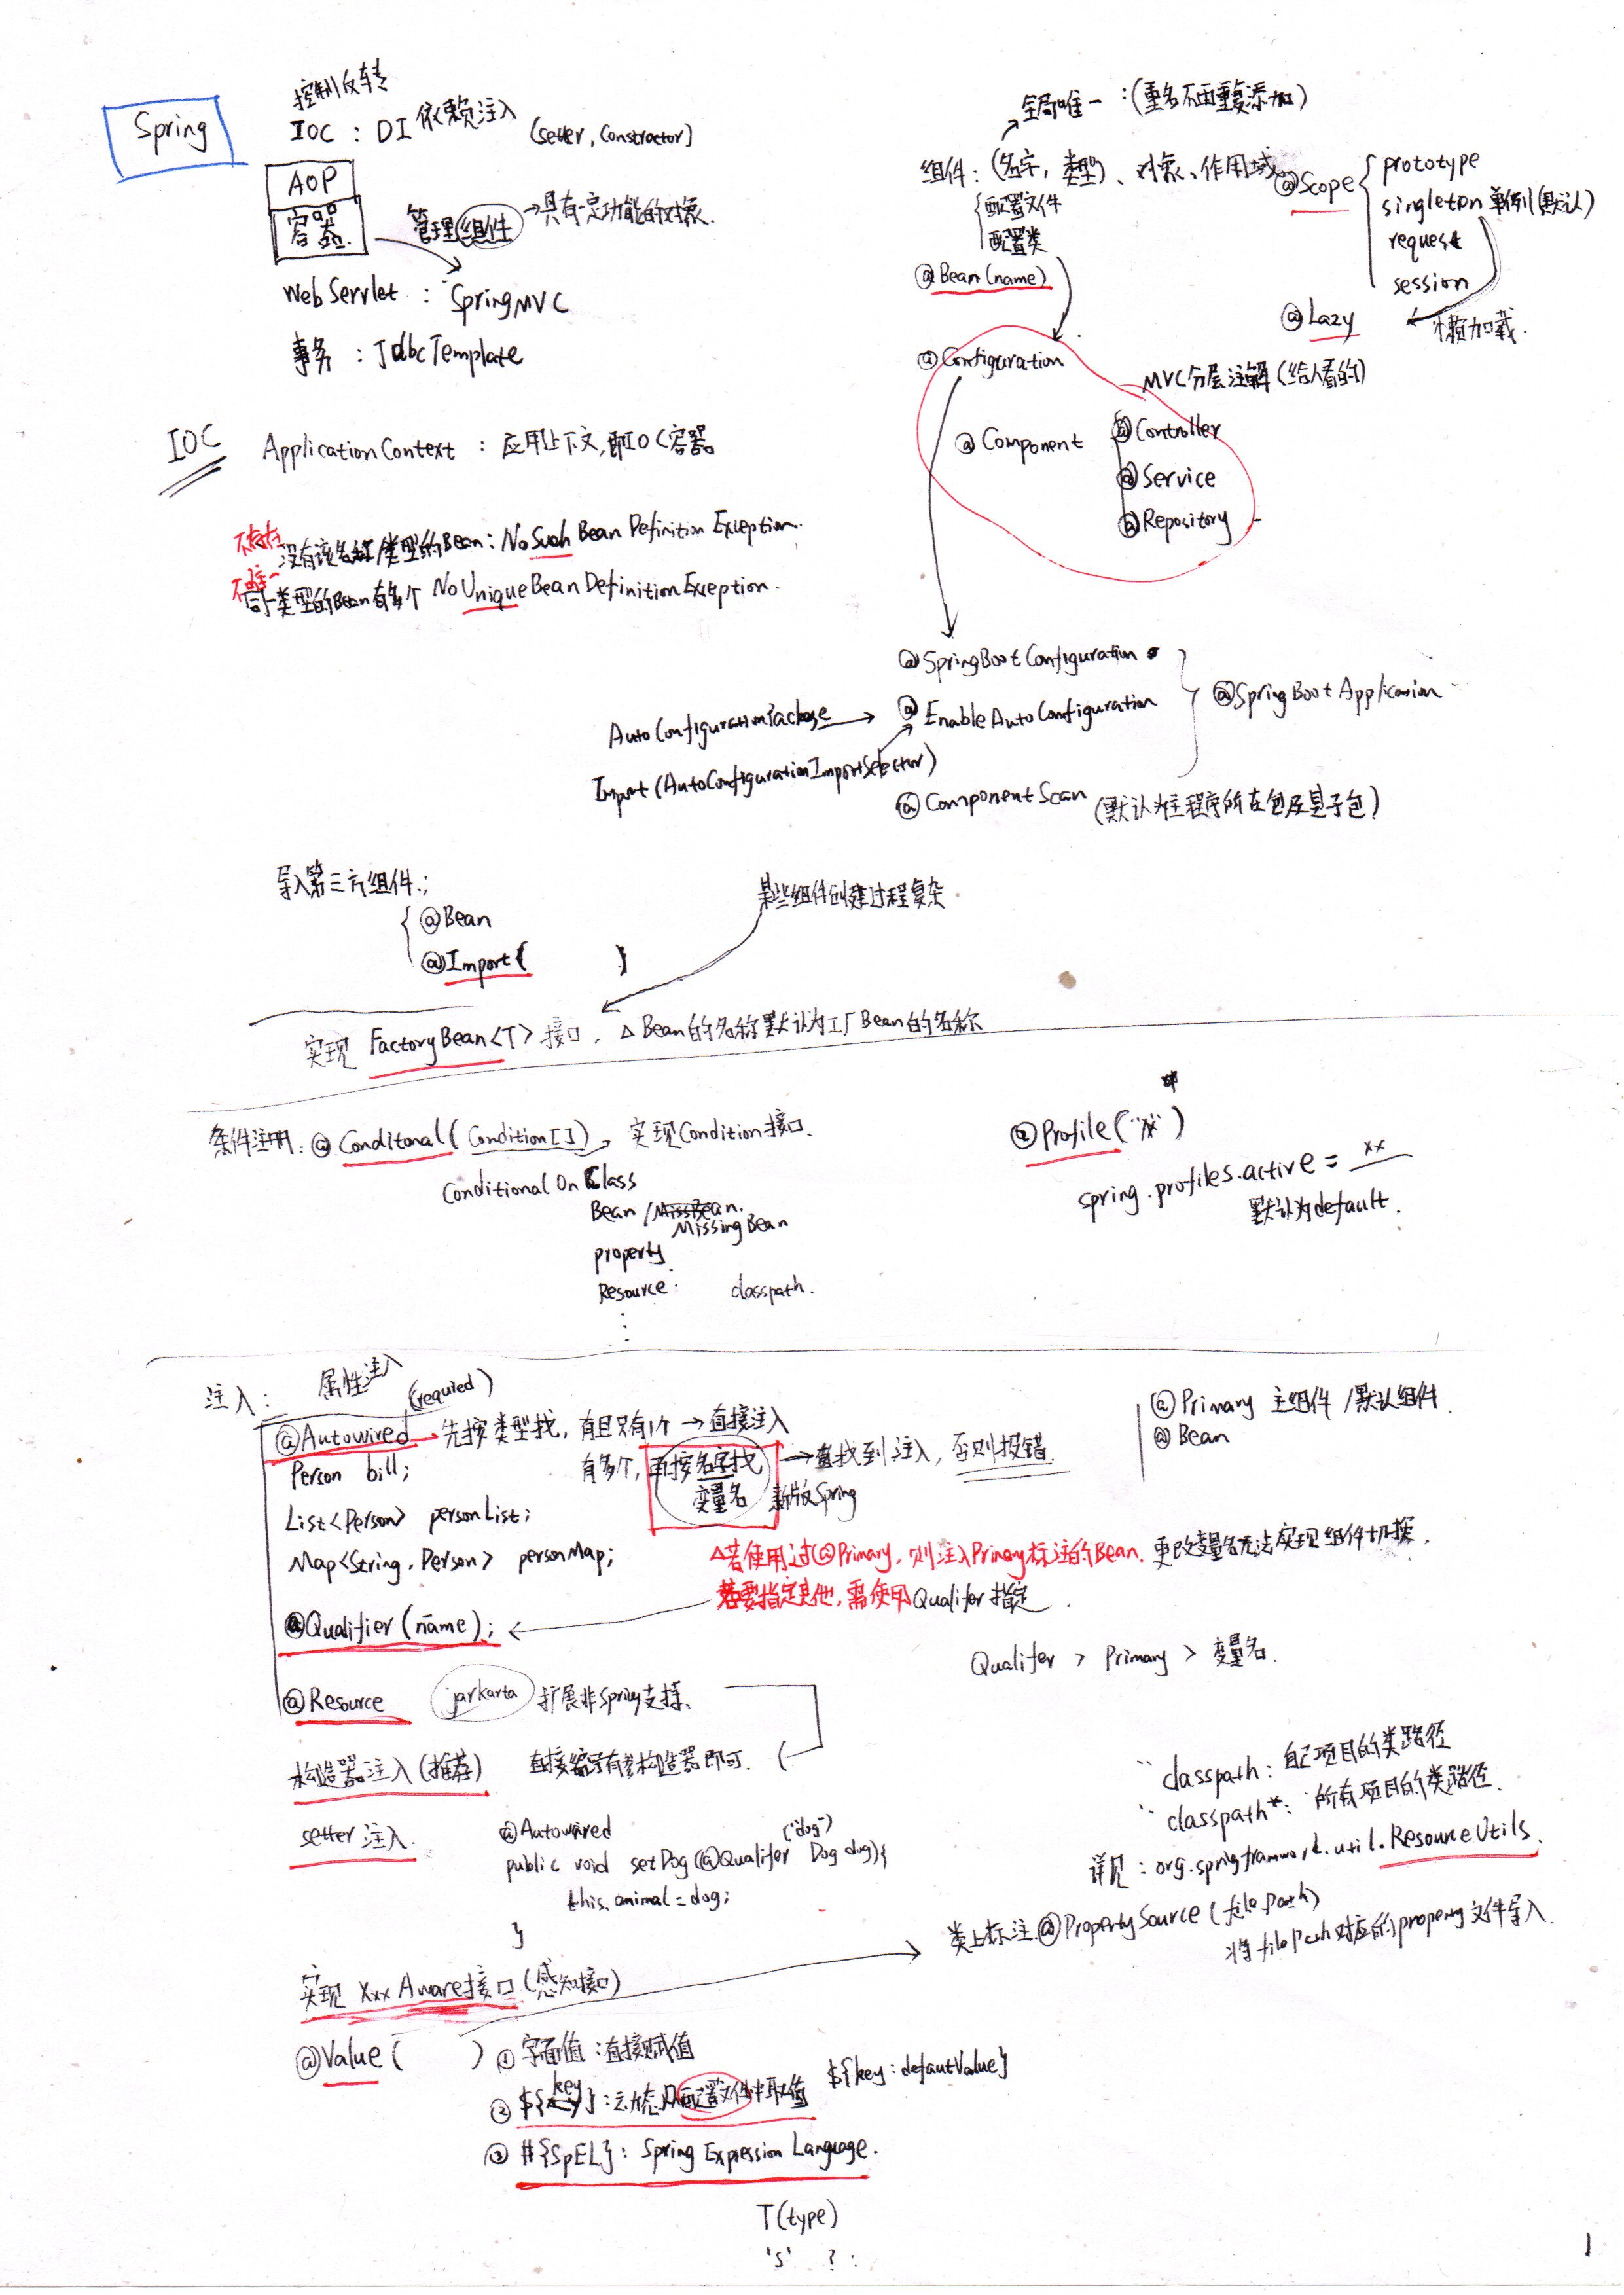 Spring
控制反转
IOC : DI 依赖注入 (setter, constractor)
AOP
容器
管理组件 → 具有一定功能的对象.
Web Servlet : SpringMVC
事务 : JdbcTemplate
全局唯一 : (重名不再重复添加)
组件: (名字, 类型)、对象、作用域
配置文件
配置类
@Scope
prototype
singleton 单例(默认)
request
session
@Lazy 懒加载.
@Bean(name)
@Configuration
MVC分层注解 (给人看的)
@Component
@Controller
@Service
@Repository
IOC
ApplicationContext : 应用上下文, 即IOC容器
不存在
没有该名称/类型的Bean: No Such Bean Definition Exception.
不唯一
同一类型的Bean有多个 No Unique Bean Definition Exception.
@SpringBootConfiguration
AutoConfigurationPackage → @EnableAutoConfiguration
@SpringBootApplication
Import (AutoConfigurationImportSelector)
@ComponentScan (默认为主程序所在包及其子包)
导入第三方组件:
@Bean
@Import( )
某些组件创建过程复杂
实现 FactoryBean<T> 接口, △ Bean的名称默认为工厂Bean的名称
条件注册: @Conditonal (Condition[]) → 实现Condition接口.
ConditionalOn Class
Bean / MissingBean
property
Resource. classpath.
⋮
@Profile("xx")
spring.profiles.active = xx
默认为default.
注入: 属性注入
(requied)
@Autowired 先按类型找, 有且只有1个 → 直接注入
有多个, 再按名字找 → 查找到注入, 否则报错.
变量名 新版Spring
Person bill;
List<Person> personList;
Map<String, Person> personMap;
@Primary 主组件 / 默认组件
@Bean
△若使用过@Primary, 则注入Primary标注的Bean. 更改变量名无法实现组件切换.
若要指定其他, 需使用Qualifer指定.
@Qualifier (name);
Qualifer > Primary > 变量名.
@Resource jarkarta 扩展非Spring支持.
构造器注入(推荐) 直接编写有参构造器即可.
setter 注入.
@Autowired
("dog")
public void setDog (@Qualifer Dog dog){
this.animal = dog;
}
classpath: 自己项目的类路径
classpath*: 所有项目的类路径.
详见: org.springframework.util.ResourceUtils.
类上标注@PropertySource (filePath)
将filePath对应的property文件导入
实现 XxxAware接口 (感知接口)
@Value ( ) ① 字面值: 直接赋值
② ${key}: 动态从配置文件中取值 ${key: defautValue}
③ #{SpEL}: Spring Expression Language.
T(type)
's' ? :
1